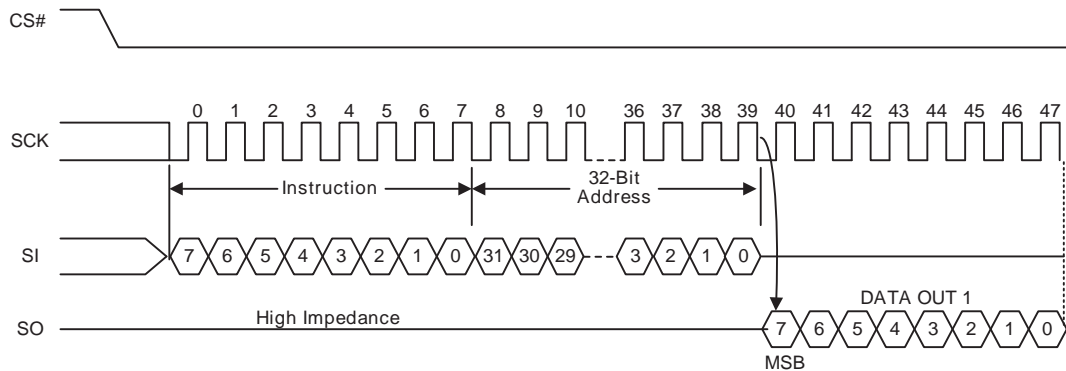 CS#
0 1 2 3 4 5 6 7 8 9 10 36 37 38 39 40 41 42 43 44 45 46 47
SCK
Instruction
32-Bit
Address
SI 7 6 5 4 3 2 1 0 31 30 29 3 2 1 0
DATA OUT 1
High Impedance
SO 7 6 5 4 3 2 1 0
MSB